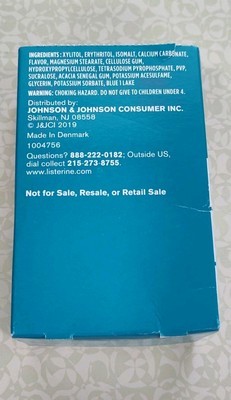 INGREDIENTS: XYLITOL, ERYTHRITOL, ISOMALT, CALCIUM CARBONATE,
FLAVOR, MAGNESIUM STEARATE, CELLULOSE GUM,
HYDROXYPROPYLCELLULOSE, TETRASODIUM PYROPHOSPHATE, PVP,
SUCRALOSE, ACACIA SENEGAL GUM, POTASSIUM ACESULFAME,
GLYCERIN, POTASSIUM SORBATE, BLUE 1 LAKE
WARNING: CHOKING HAZARD. DO NOT GIVE TO CHILDREN UNDER 4.
Distributed by:
JOHNSON & JOHNSON CONSUMER INC.
Skillman, NJ 08558
© J&JCI 2019
Made In Denmark
1004756
Questions? 888-222-0182; Outside US,
dial collect 215-273-8755.
www.listerine.com
Not for Sale, Resale, or Retail Sale